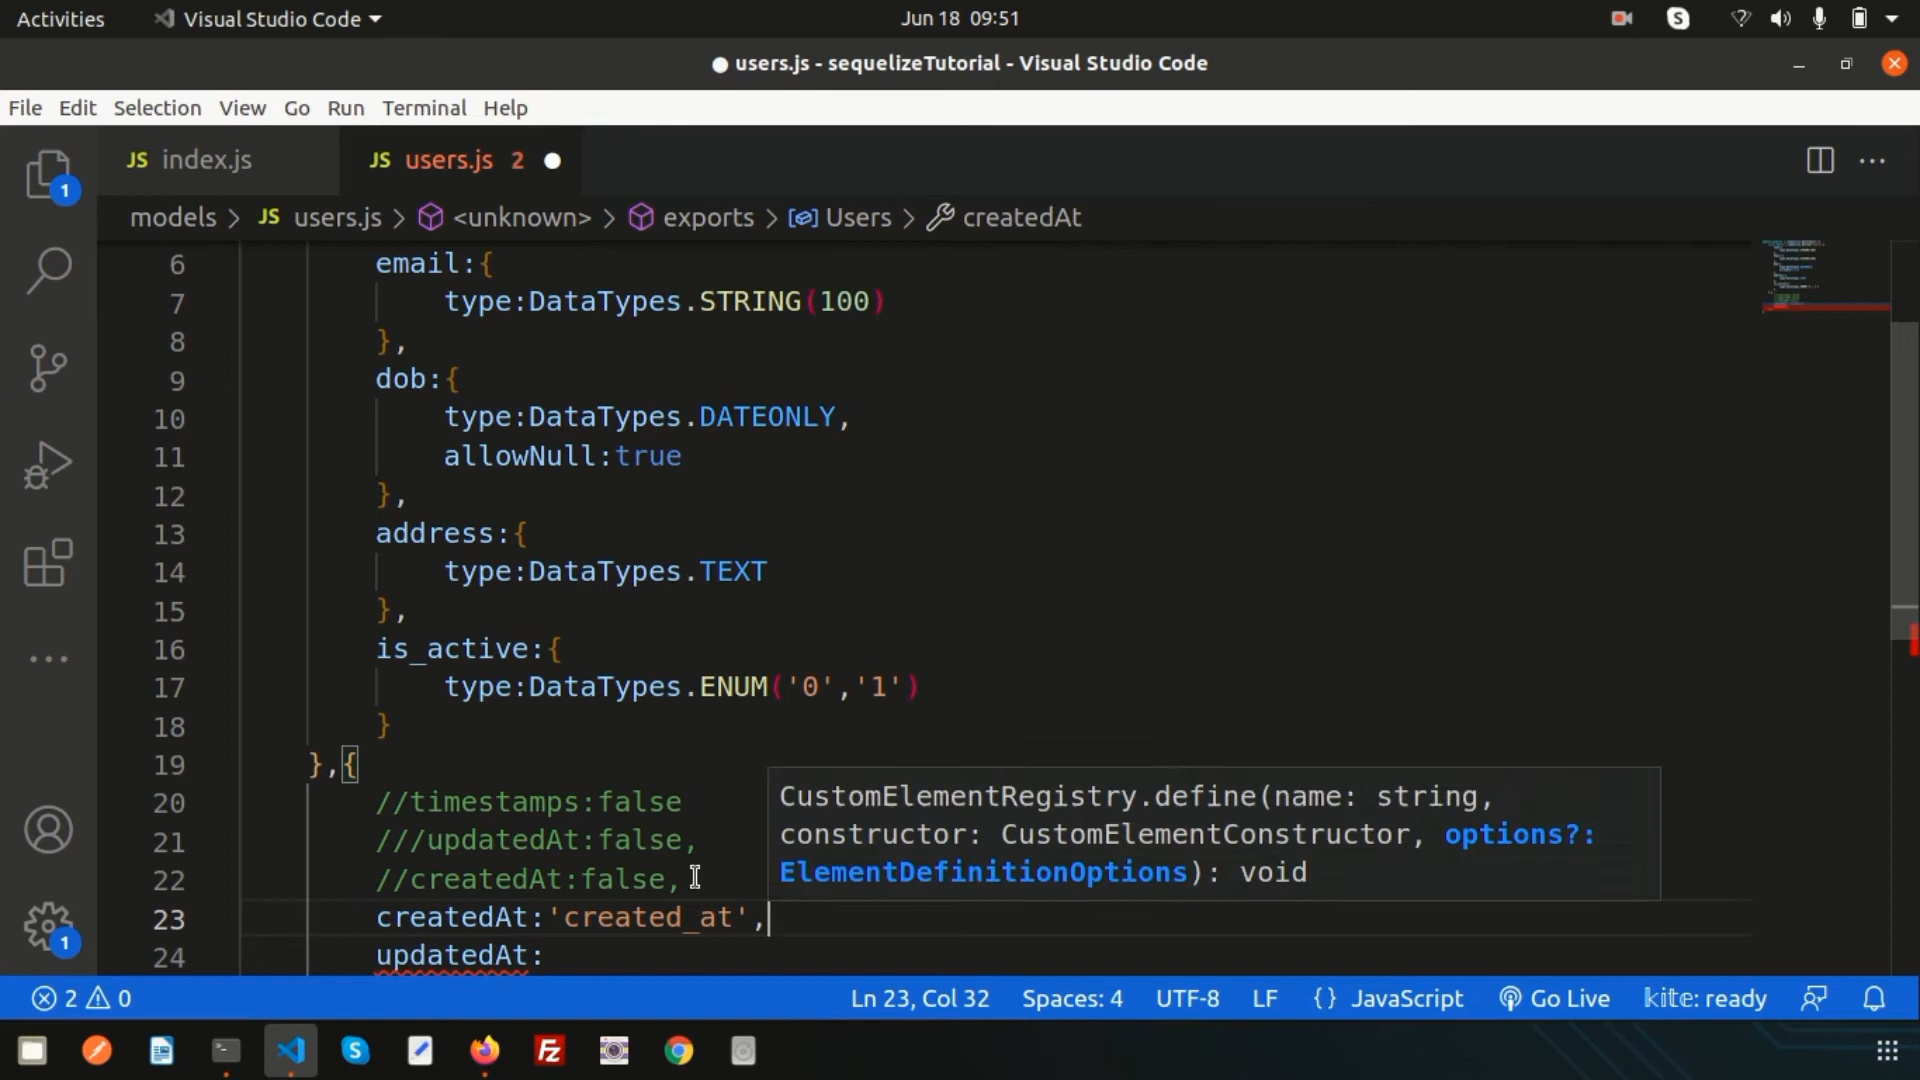 Activities Visual Studio Code Jun 18 09:51
users.js - sequelizeTutorial - Visual Studio Code
File Edit Selection View Go Run Terminal Help
JS index.js JS users.js 2
models > JS users.js > <unknown> > exports > Users > createdAt
6 email:{
7 type:DataTypes.STRING(100)
8 },
9 dob:{
10 type:DataTypes.DATEONLY,
11 allowNull:true
12 },
13 address:{
14 type:DataTypes.TEXT
15 },
16 is_active:{
17 type:DataTypes.ENUM('0','1')
18 }
19 },{
20 //timestamps:false
21 ///updatedAt:false,
22 //createdAt:false,
23 createdAt:'created_at',
24 updatedAt:
CustomElementRegistry.define(name: string,
constructor: CustomElementConstructor, options?:
ElementDefinitionOptions): void
1
1
2 0 Ln 23, Col 32 Spaces: 4 UTF-8 LF {} JavaScript Go Live kite: ready